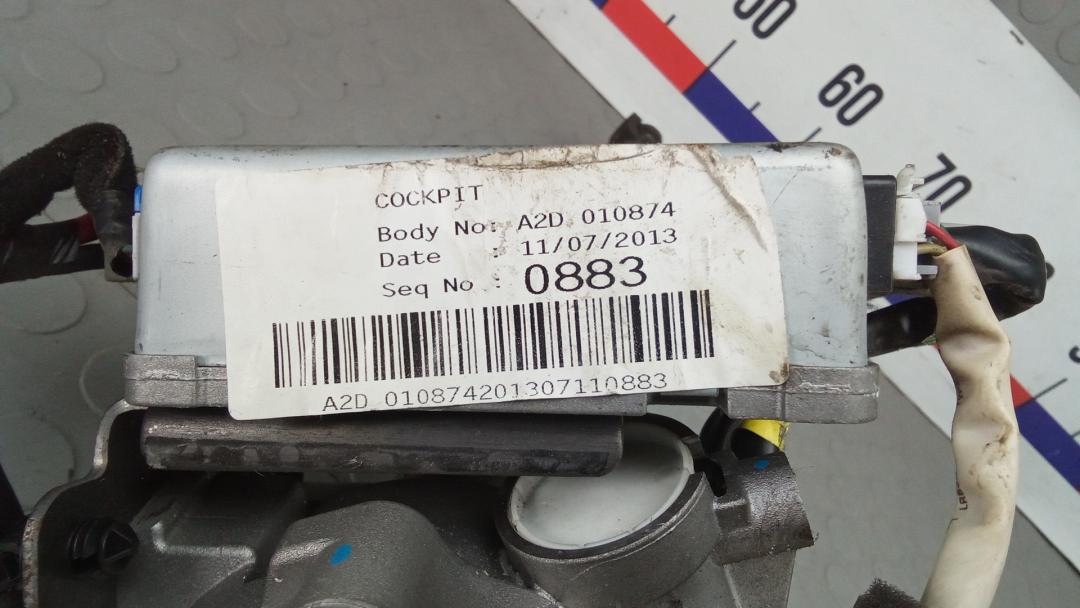 COCKPIT
Body No: A2D 010874
Date : 11/07/2013
Seq No : 0883
A2D 010874201307110883
60
70